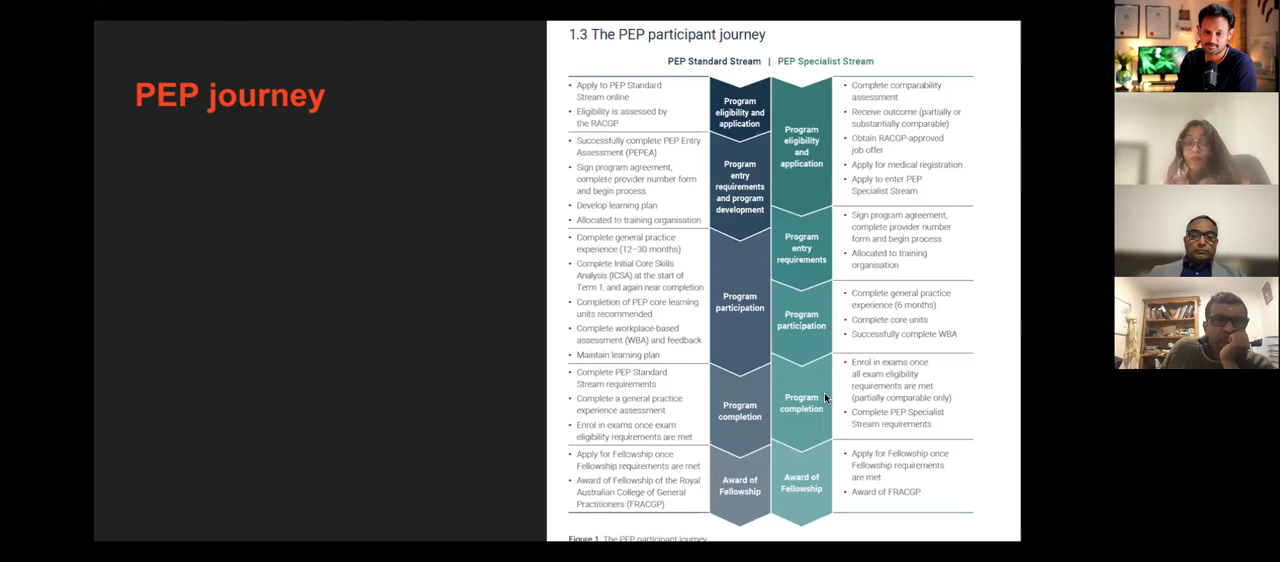 PEP journey
1.3 The PEP participant journey
PEP Standard Stream | PEP Specialist Stream
• Apply to PEP Standard
Stream online
• Eligibility is assessed by
the RACGP
• Successfully complete PEP Entry
Assessment (PEPEA)
• Sign program agreement,
complete provider number form
and begin process
• Develop learning plan
• Allocated to training organisation
• Complete general practice
experience (12–30 months)
• Complete Initial Core Skills
Analysis (ICSA) at the start of
Term 1, and again near completion
• Completion of PEP core learning
units recommended
• Complete workplace-based
assessment (WBA) and feedback
• Maintain learning plan
• Complete PEP Standard
Stream requirements
• Complete a general practice
experience assessment
• Enrol in exams once exam
eligibility requirements are met
• Apply for Fellowship once
Fellowship requirements are met
• Award of Fellowship of the Royal
Australian College of General
Practitioners (FRACGP)
Program
eligibility and
application
Program
entry
requirements
and program
development
Program
participation
Program
completion
Award of
Fellowship
Program
eligibility
and
application
Program
entry
requirements
Program
participation
Program
completion
Award of
Fellowship
• Complete comparability
assessment
• Receive outcome (partially or
substantially comparable)
• Obtain RACGP-approved
job offer
• Apply for medical registration
• Apply to enter PEP
Specialist Stream
• Sign program agreement,
complete provider number
form and begin process
• Allocated to training
organisation
• Complete general practice
experience (6 months)
• Complete core units
• Successfully complete WBA
• Enrol in exams once
all exam eligibility
requirements are met
(partially comparable only)
• Complete PEP Specialist
Stream requirements
• Apply for Fellowship once
Fellowship requirements
are met
• Award of FRACGP
Figure 1. The PEP participant journey